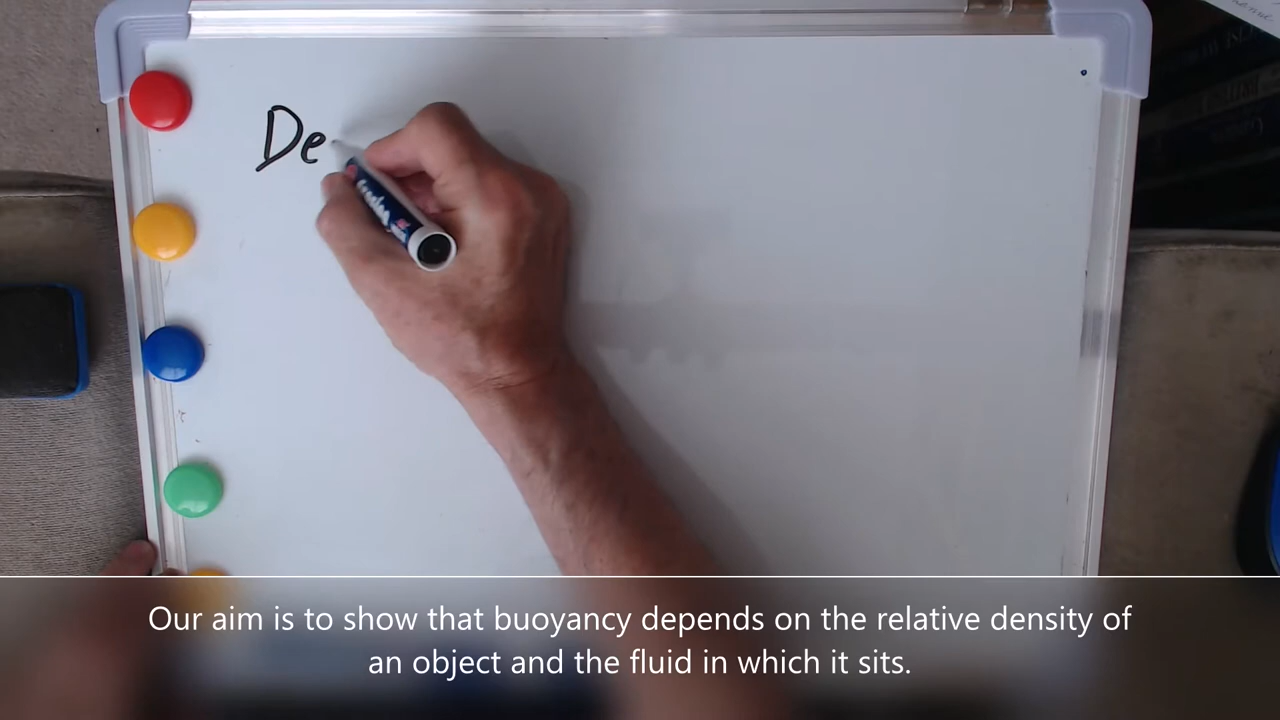 De
Our aim is to show that buoyancy depends on the relative density of
an object and the fluid in which it sits.